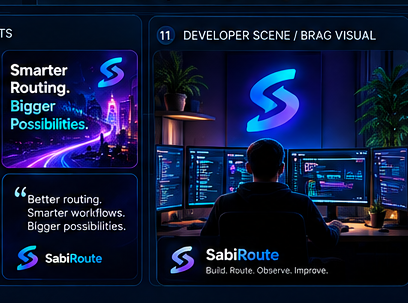 TS
11 DEVELOPER SCENE / BRAG VISUAL
Smarter
Routing.
Bigger
Possibilities.
“Better routing.
Smarter workflows.
Bigger possibilities.
SabiRoute
SabiRoute
Build. Route. Observe. Improve.